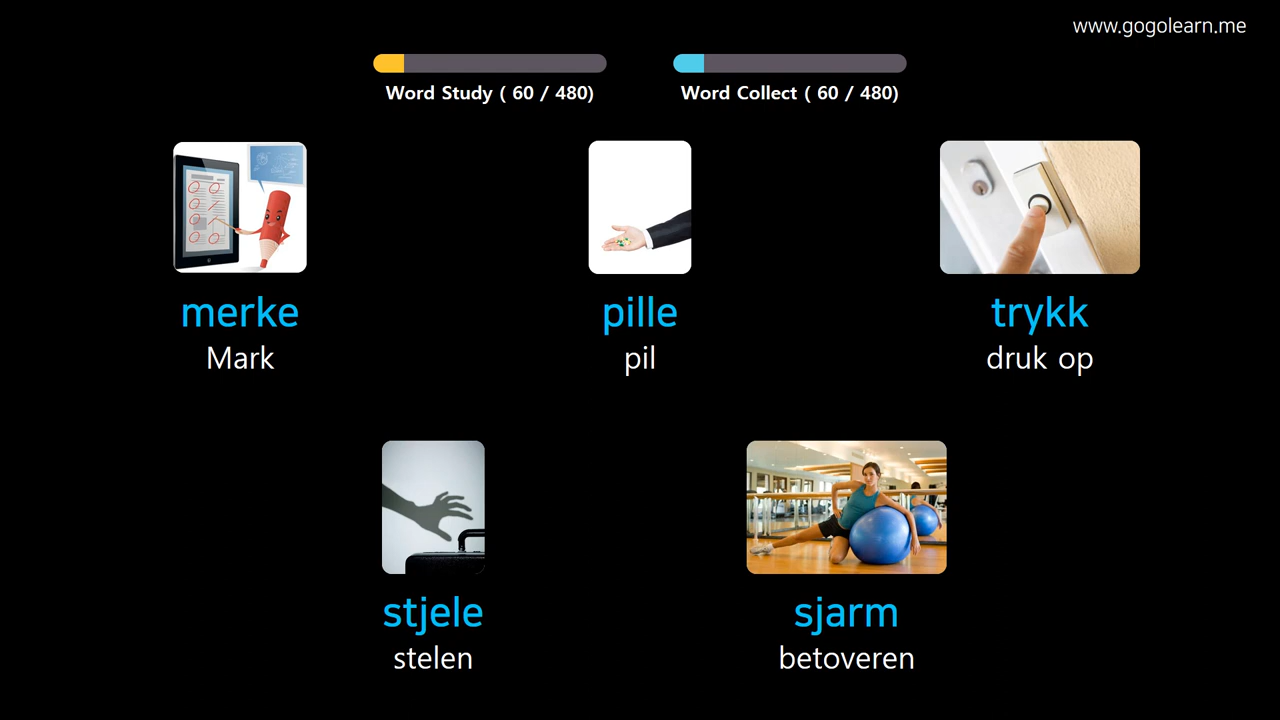 www.gogolearn.me
Word Study ( 60 / 480)
Word Collect ( 60 / 480)
merke
Mark
pille
pil
trykk
druk op
stjele
stelen
sjarm
betoveren